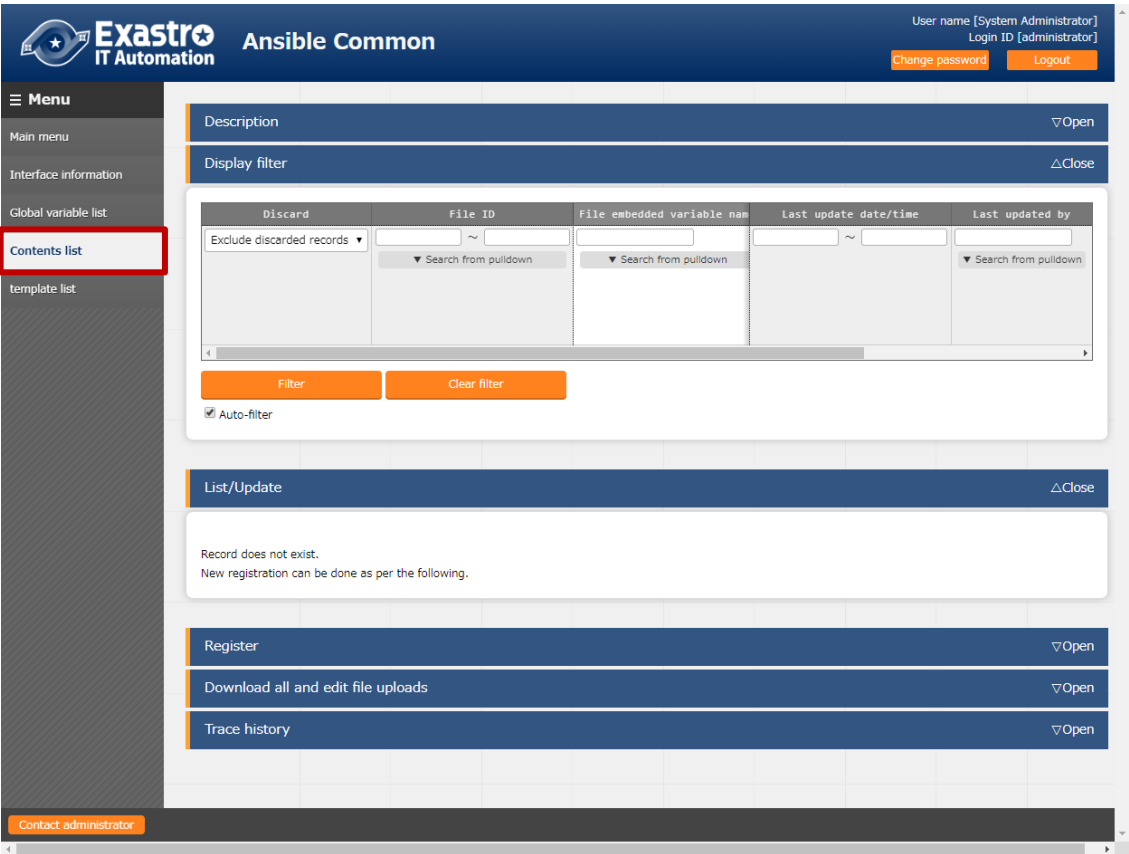 Exastro
IT Automation
Ansible Common
User name [System Administrator]
Login ID [administrator]
Change password
Logout
☰ Menu
Main menu
Interface information
Global variable list
Contents list
template list
Description
▽Open
Display filter
△Close
Discard
File ID
File embedded variable nam
Last update date/time
Last updated by
Exclude discarded records ▼
~
~
▼ Search from pulldown
▼ Search from pulldown
▼ Search from pulldown
Filter
Clear filter
Auto-filter
List/Update
△Close
Record does not exist.
New registration can be done as per the following.
Register
▽Open
Download all and edit file uploads
▽Open
Trace history
▽Open
Contact administrator